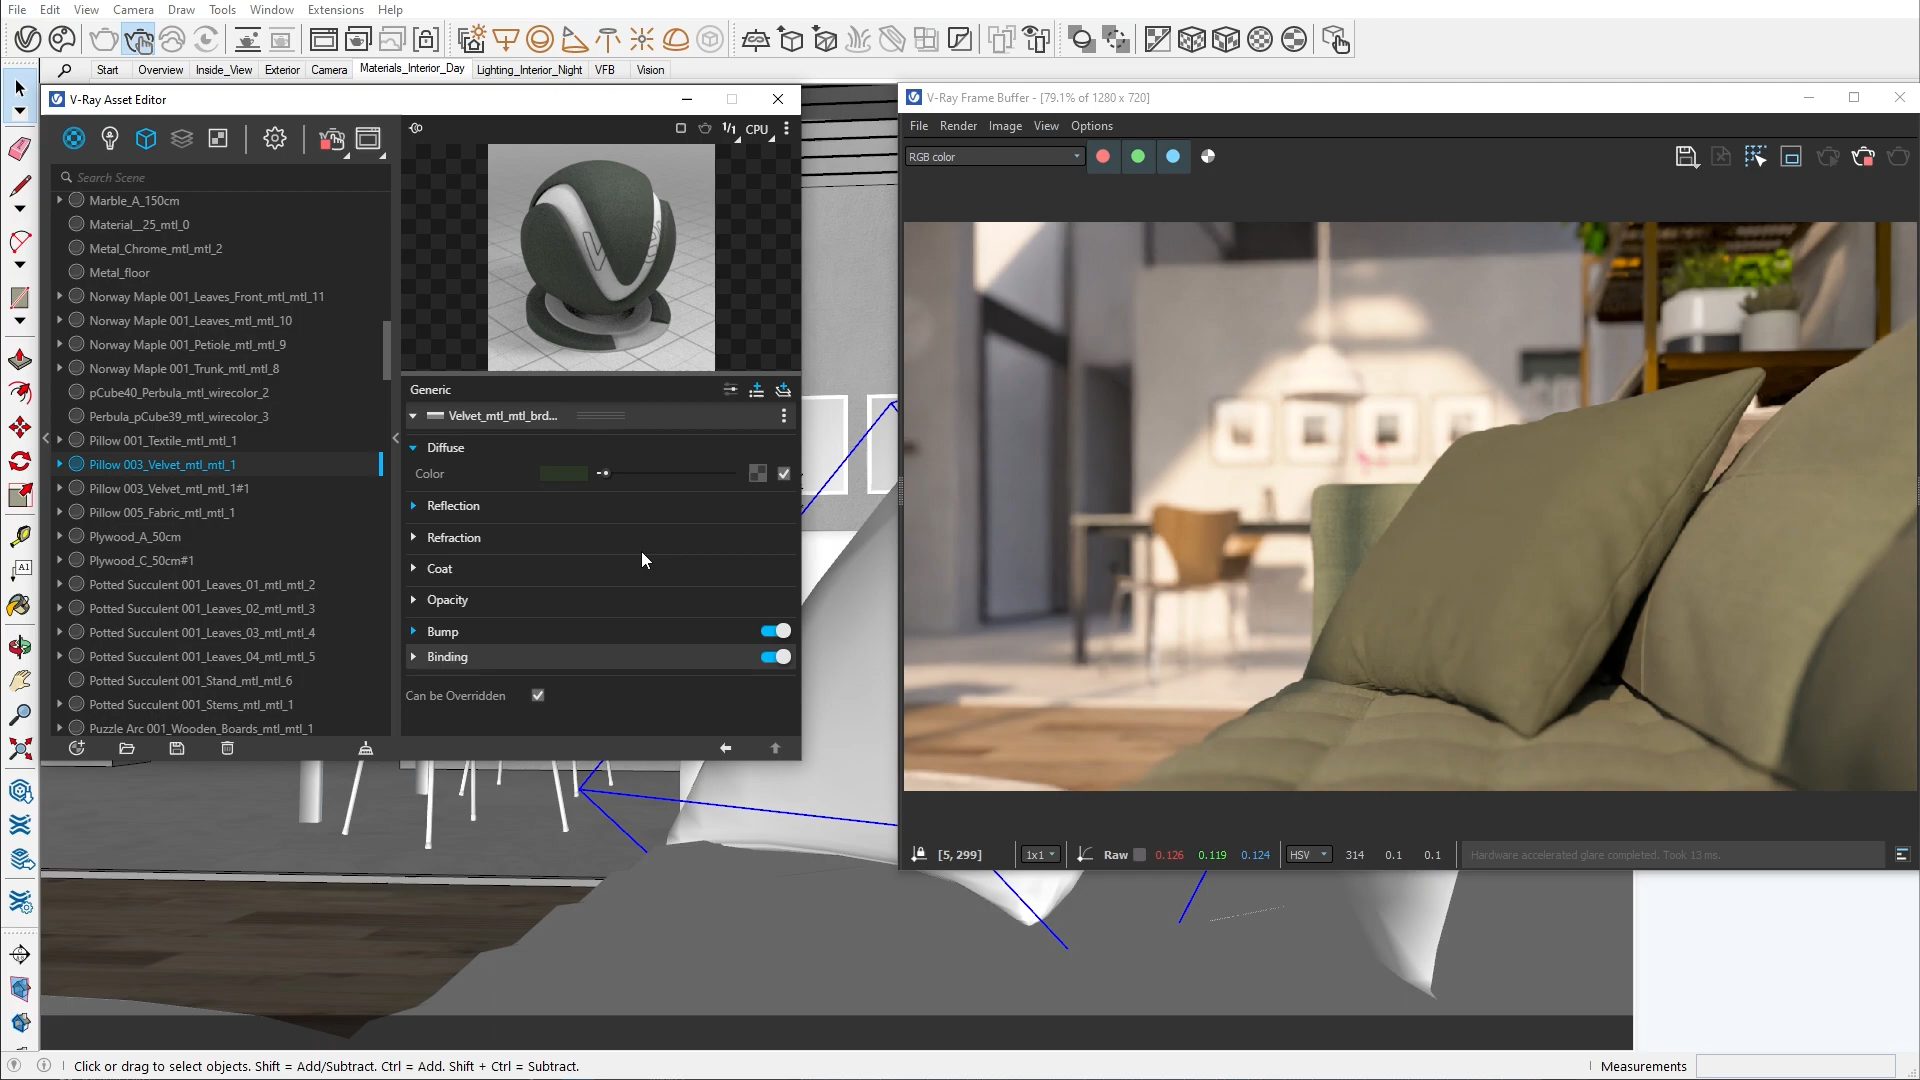 File Edit View Camera Draw Tools Window Extensions Help
Start Overview Inside_View Exterior Camera Materials_Interior_Day Lighting_Interior_Night VFB Vision
V-Ray Asset Editor
1/1 CPU
Search Scene
Marble_A_150cm
Material__25_mtl_0
Metal_Chrome_mtl_mtl_2
Metal_floor
Norway Maple 001_Leaves_Front_mtl_mtl_11
Norway Maple 001_Leaves_mtl_mtl_10
Norway Maple 001_Petiole_mtl_mtl_9
Norway Maple 001_Trunk_mtl_mtl_8
pCube40_Perbula_mtl_wirecolor_2
Perbula_pCube39_mtl_wirecolor_3
Pillow 001_Textile_mtl_mtl_1
Pillow 003_Velvet_mtl_mtl_1
Pillow 003_Velvet_mtl_mtl_1#1
Pillow 005_Fabric_mtl_mtl_1
Plywood_A_50cm
Plywood_C_50cm#1
Potted Succulent 001_Leaves_01_mtl_mtl_2
Potted Succulent 001_Leaves_02_mtl_mtl_3
Potted Succulent 001_Leaves_03_mtl_mtl_4
Potted Succulent 001_Leaves_04_mtl_mtl_5
Potted Succulent 001_Stand_mtl_mtl_6
Potted Succulent 001_Stems_mtl_mtl_1
Puzzle Arc 001_Wooden_Boards_mtl_mtl_1
Generic
Velvet_mtl_mtl_brd...
Diffuse
Color
Reflection
Refraction
Coat
Opacity
Bump
Binding
Can be Overridden
V-Ray Frame Buffer - [79.1% of 1280 x 720]
File Render Image View Options
RGB color
[5, 299] 1x1 Raw 0.126 0.119 0.124 HSV 314 0.1 0.1 Hardware accelerated glare completed. Took 13 ms.
A1
Click or drag to select objects. Shift = Add/Subtract. Ctrl = Add. Shift + Ctrl = Subtract.
Measurements